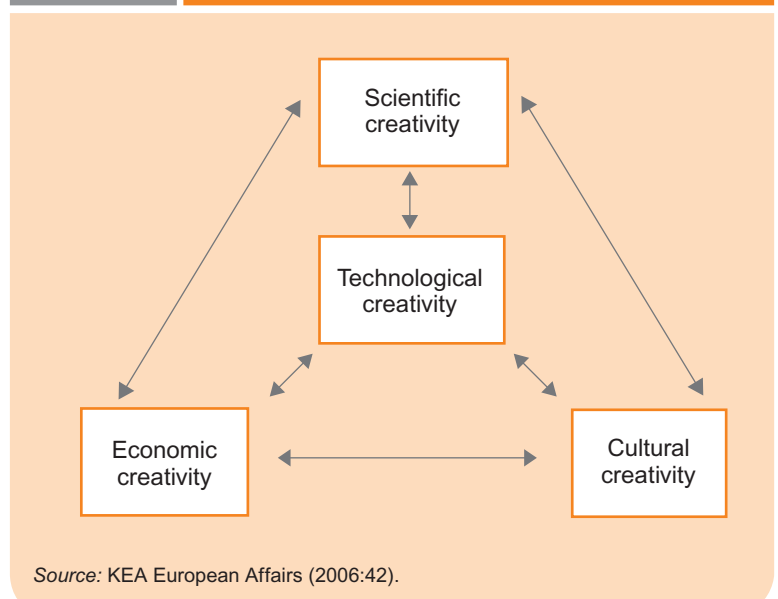 Scientific
creativity
Technological
creativity
Economic
creativity
Cultural
creativity
Source: KEA European Affairs (2006:42).